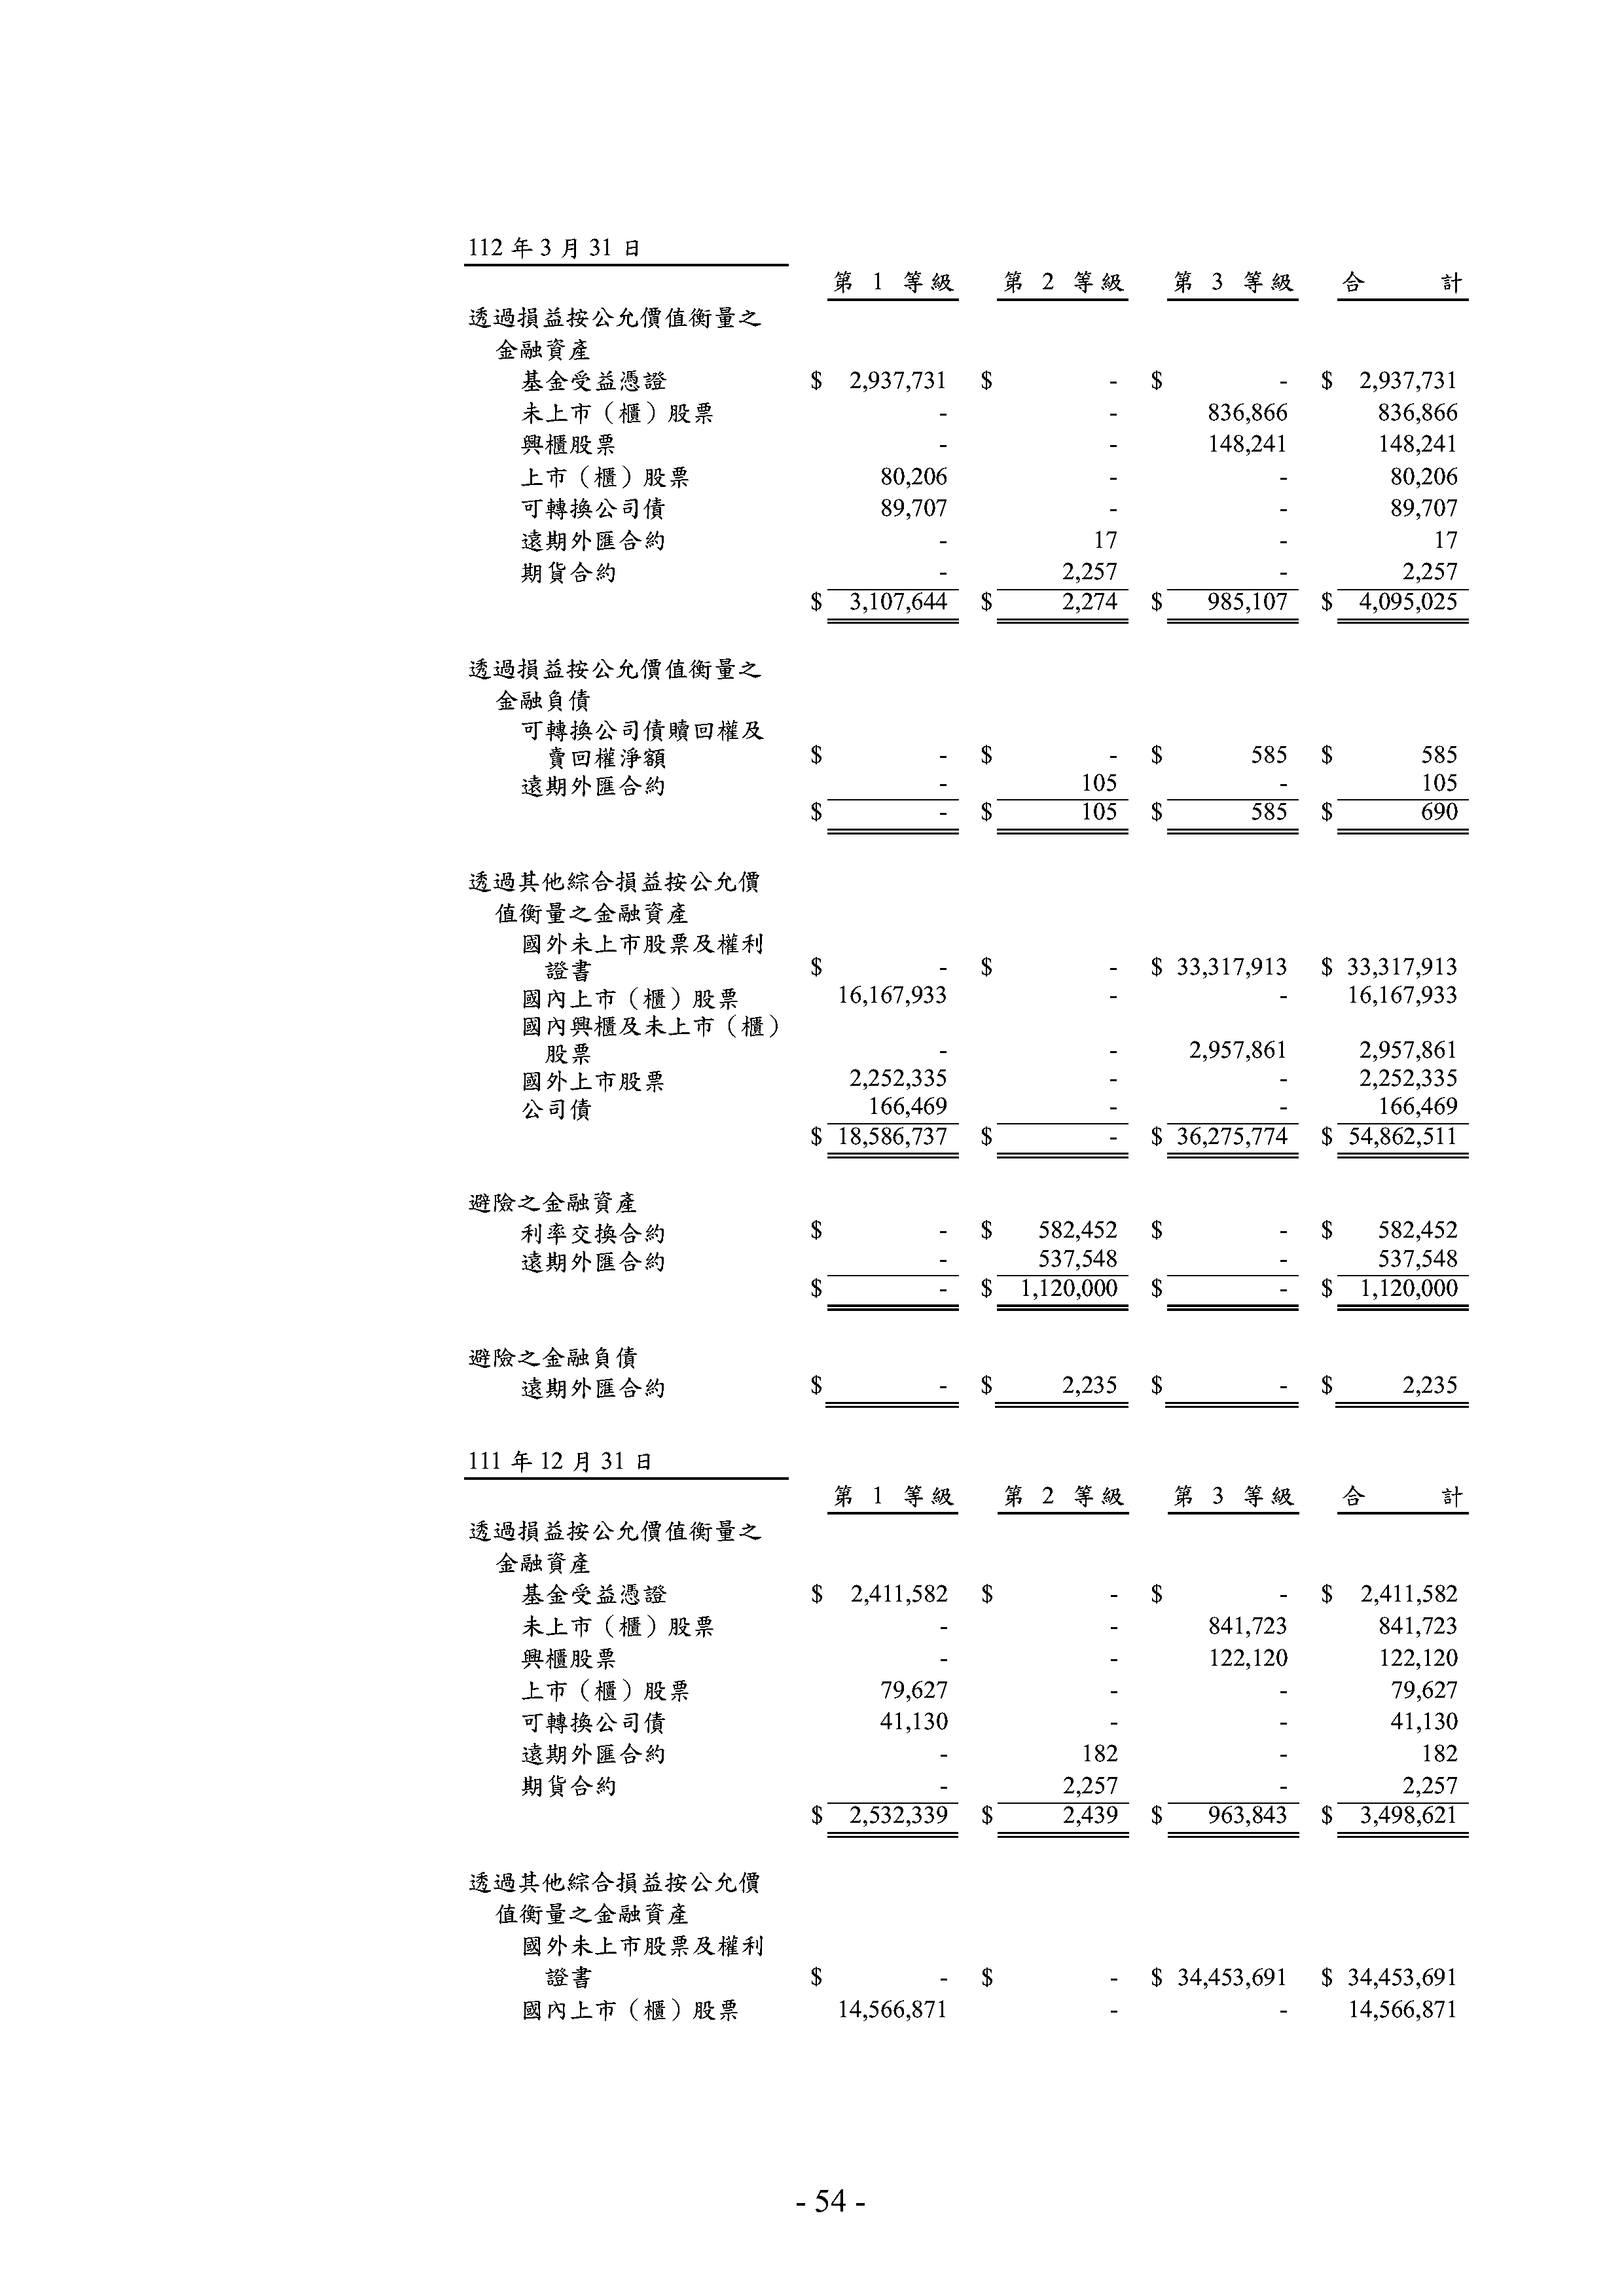 112 年 3 月 31 日
第 1 等級 第 2 等級 第 3 等級 合 計
透過損益按公允價值衡量之
金融資產
基金受益憑證 $ 2,937,731 $ - $ - $ 2,937,731
未上市（櫃）股票 - - 836,866 836,866
興櫃股票 - - 148,241 148,241
上市（櫃）股票 80,206 - - 80,206
可轉換公司債 89,707 - - 89,707
遠期外匯合約 - 17 - 17
期貨合約 - 2,257 - 2,257
$ 3,107,644 $ 2,274 $ 985,107 $ 4,095,025
透過損益按公允價值衡量之
金融負債
可轉換公司債贖回權及
賣回權淨額 $ - $ - $ 585 $ 585
遠期外匯合約 - 105 - 105
$ - $ 105 $ 585 $ 690
透過其他綜合損益按公允價
值衡量之金融資產
國外未上市股票及權利
證書 $ - $ - $ 33,317,913 $ 33,317,913
國內上市（櫃）股票 16,167,933 - - 16,167,933
國內興櫃及未上市（櫃）
股票 - - 2,957,861 2,957,861
國外上市股票 2,252,335 - - 2,252,335
公司債 166,469 - - 166,469
$ 18,586,737 $ - $ 36,275,774 $ 54,862,511
避險之金融資產
利率交換合約 $ - $ 582,452 $ - $ 582,452
遠期外匯合約 - 537,548 - 537,548
$ - $ 1,120,000 $ - $ 1,120,000
避險之金融負債
遠期外匯合約 $ - $ 2,235 $ - $ 2,235
111 年 12 月 31 日
第 1 等級 第 2 等級 第 3 等級 合 計
透過損益按公允價值衡量之
金融資產
基金受益憑證 $ 2,411,582 $ - $ - $ 2,411,582
未上市（櫃）股票 - - 841,723 841,723
興櫃股票 - - 122,120 122,120
上市（櫃）股票 79,627 - - 79,627
可轉換公司債 41,130 - - 41,130
遠期外匯合約 - 182 - 182
期貨合約 - 2,257 - 2,257
$ 2,532,339 $ 2,439 $ 963,843 $ 3,498,621
透過其他綜合損益按公允價
值衡量之金融資產
國外未上市股票及權利
證書 $ - $ - $ 34,453,691 $ 34,453,691
國內上市（櫃）股票 14,566,871 - - 14,566,871
- 54 -